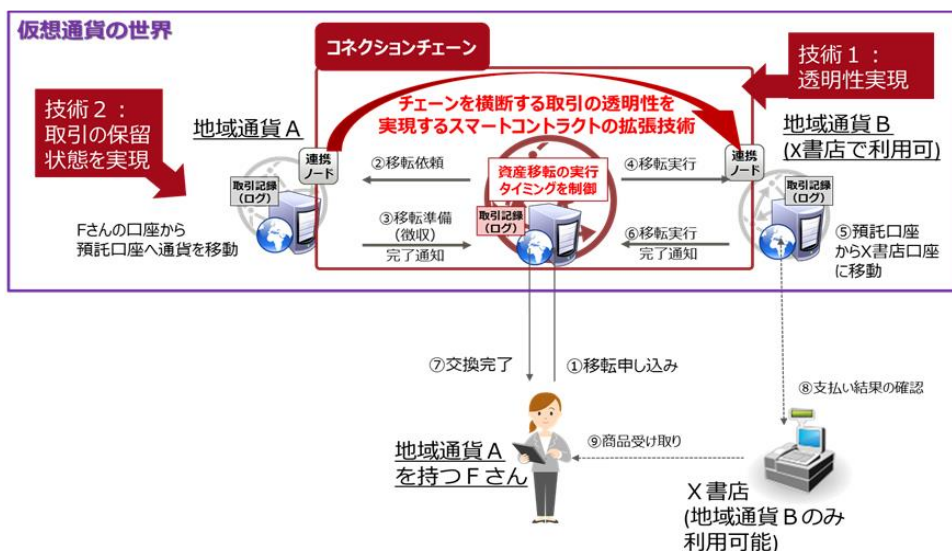 仮想通貨の世界
コネクションチェーン
技術1：
透明性実現
技術2：
取引の保留
状態を実現
チェーンを横断する取引の透明性を
実現するスマートコントラクトの拡張技術
地域通貨A
地域通貨B
(X書店で利用可)
連携
ノード
連携
ノード
②移転依頼
資産移転の実行
タイミングを制御
④移転実行
取引記録
(ログ)
取引記録
(ログ)
取引記録
(ログ)
Fさんの口座から
預託口座へ通貨を移動
③移転準備
(徴収)
完了通知
⑥移転実行
完了通知
⑤預託口座
からX書店口座
に移動
⑦交換完了
①移転申し込み
⑧支払い結果の確認
地域通貨A
を持つFさん
⑨商品受け取り
X書店
(地域通貨Bのみ
利用可能)